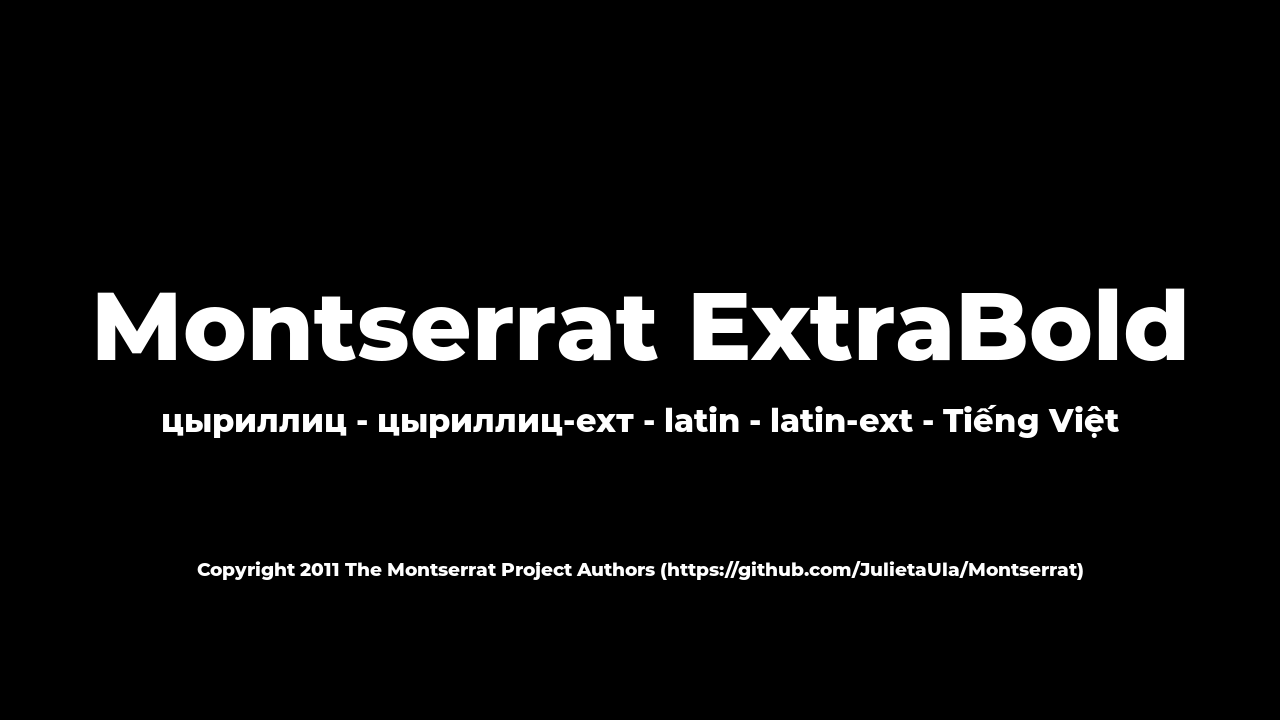 Montserrat ExtraBold
цыриллиц - цыриллиц-ехт - latin - latin-ext - Tiếng Việt
Copyright 2011 The Montserrat Project Authors (https://github.com/JulietaUla/Montserrat)